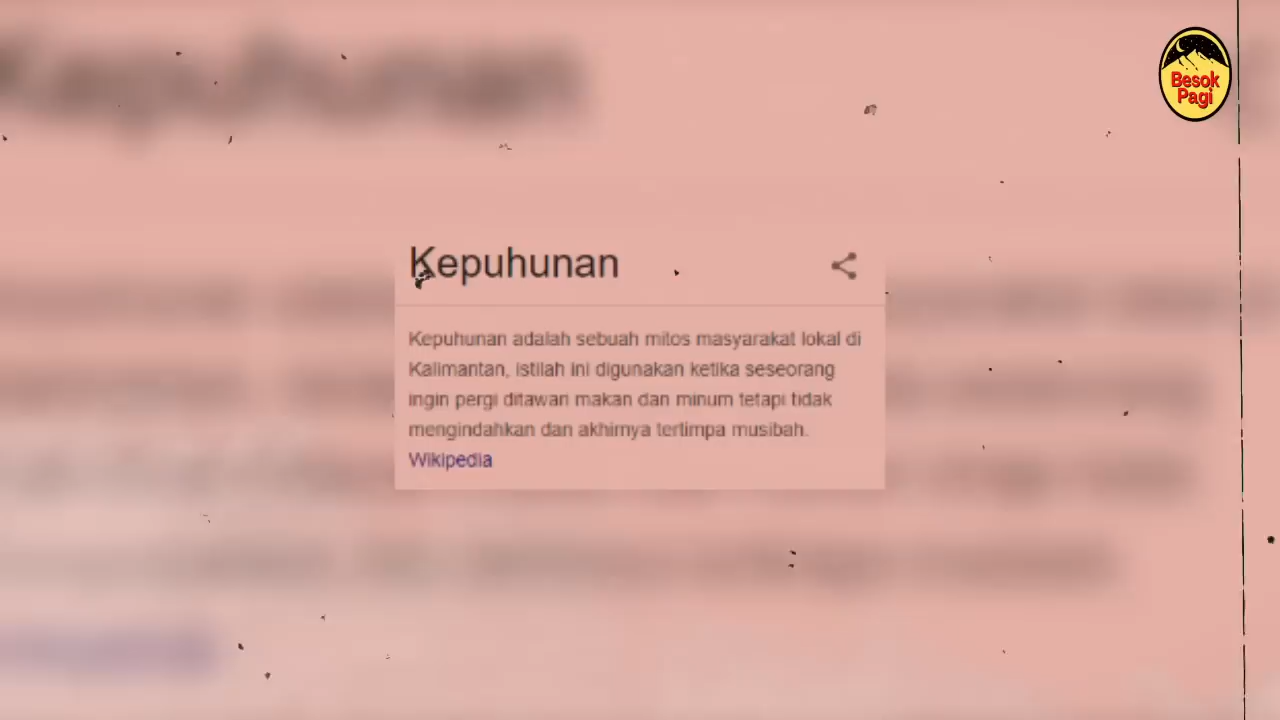 Besok
Pagi
Kepuhunan
Kepuhunan adalah sebuah mitos masyarakat lokal di
Kalimantan, istilah ini digunakan ketika seseorang
ingin pergi ditawari makan dan minum tetapi tidak
mengindahkan dan akhirnya tertimpa musibah.
Wikipedia